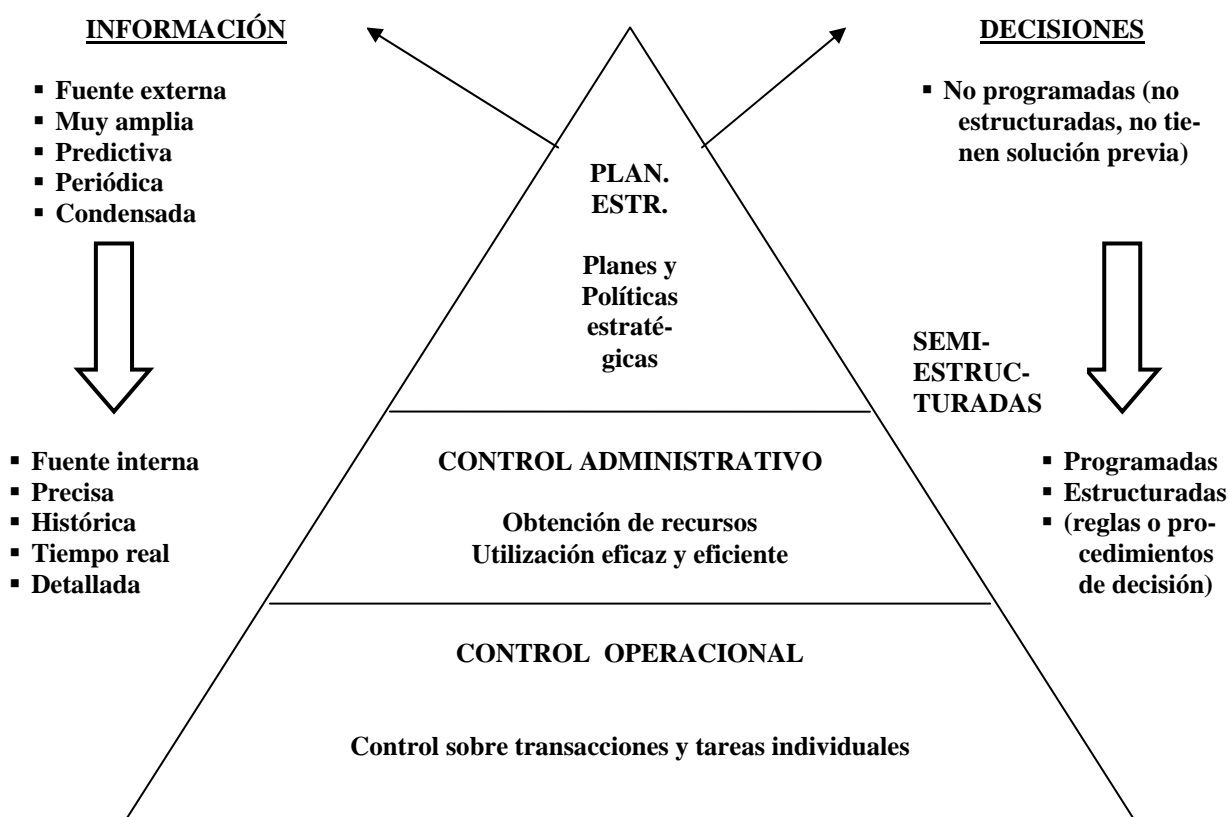 INFORMACIÓN
▪ Fuente externa
▪ Muy amplia
▪ Predictiva
▪ Periódica
▪ Condensada
▪ Fuente interna
▪ Precisa
▪ Histórica
▪ Tiempo real
▪ Detallada
PLAN.
ESTR.
Planes y
Políticas
estraté-
gicas
CONTROL ADMINISTRATIVO
Obtención de recursos
Utilización eficaz y eficiente
CONTROL OPERACIONAL
Control sobre transacciones y tareas individuales
DECISIONES
▪ No programadas (no
estructuradas, no tie-
nen solución previa)
SEMI-
ESTRUC-
TURADAS
▪ Programadas
▪ Estructuradas
▪ (reglas o pro-
cedimientos
de decisión)